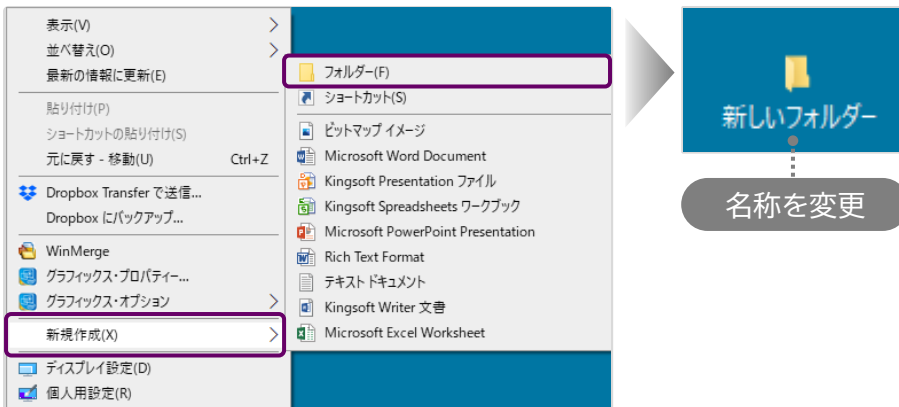 表示(V)
並べ替え(O)
最新の情報に更新(E)
貼り付け(P)
ショートカットの貼り付け(S)
元に戻す - 移動(U) Ctrl+Z
Dropbox Transfer で送信...
Dropbox にバックアップ...
WinMerge
グラフィックス・プロパティー...
グラフィックス・オプション
新規作成(X)
ディスプレイ設定(D)
個人用設定(R)
フォルダー(F)
ショートカット(S)
ビットマップ イメージ
Microsoft Word Document
Kingsoft Presentation ファイル
Kingsoft Spreadsheets ワークブック
Microsoft PowerPoint Presentation
Rich Text Format
テキスト ドキュメント
Kingsoft Writer 文書
Microsoft Excel Worksheet
新しいフォルダー
名称を変更